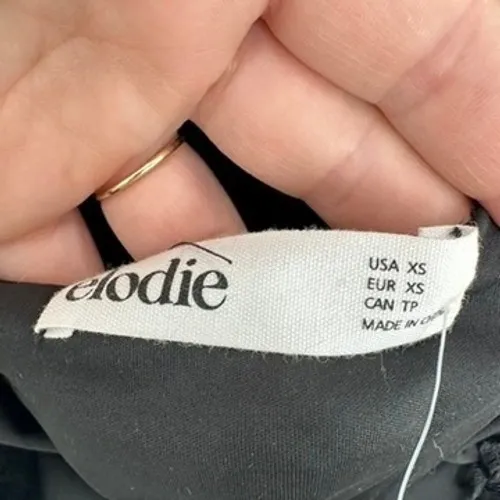 elodie
USA XS
EUR XS
CAN TP
MADE IN